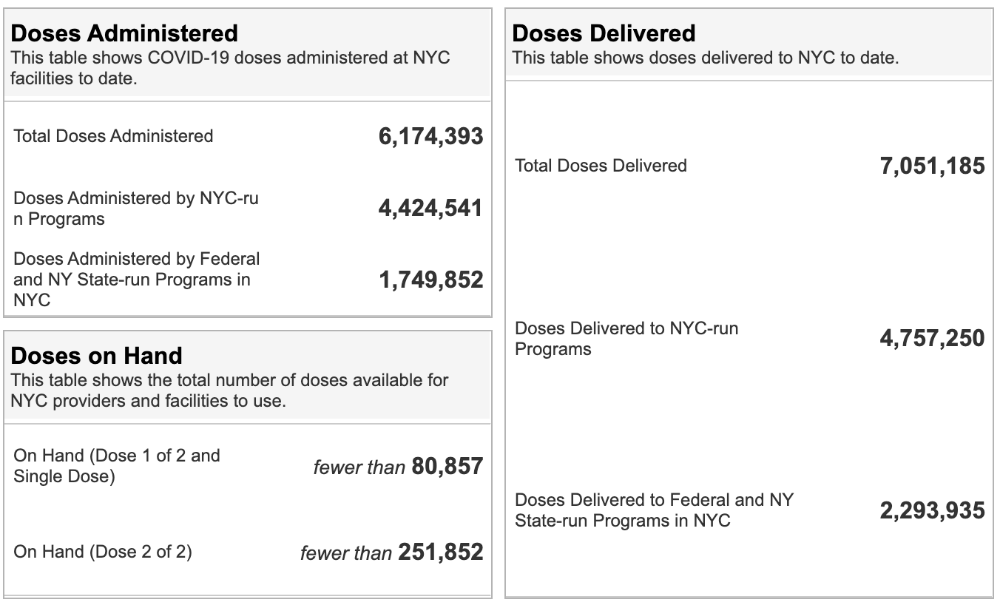 Doses Administered
This table shows COVID-19 doses administered at NYC
facilities to date.
Total Doses Administered 6,174,393
Doses Administered by NYC-ru
n Programs
4,424,541
Doses Administered by Federal
and NY State-run Programs in
NYC
1,749,852
Doses on Hand
This table shows the total number of doses available for
NYC providers and facilities to use.
On Hand (Dose 1 of 2 and
Single Dose)
fewer than 80,857
On Hand (Dose 2 of 2) fewer than 251,852
Doses Delivered
This table shows doses delivered to NYC to date.
Total Doses Delivered 7,051,185
Doses Delivered to NYC-run
Programs
4,757,250
Doses Delivered to Federal and NY
State-run Programs in NYC
2,293,935